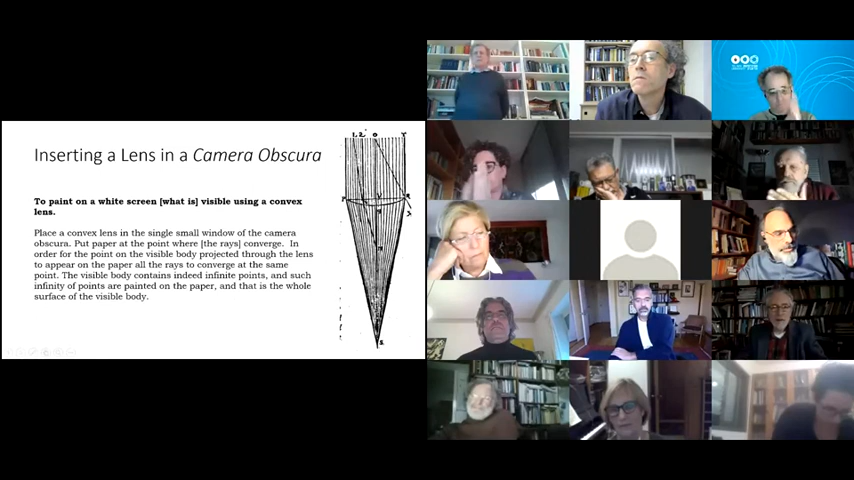 Inserting a Lens in a Camera Obscura
To paint on a white screen [what is] visible using a convex
lens.
Place a convex lens in the single small window of the camera
obscura. Put paper at the point where [the rays] converge. In
order for the point on the visible body projected through the lens
to appear on the paper all the rays to converge at the same
point. The visible body contains indeed infinite points, and such
infinity of points are painted on the paper, and that is the whole
surface of the visible body.